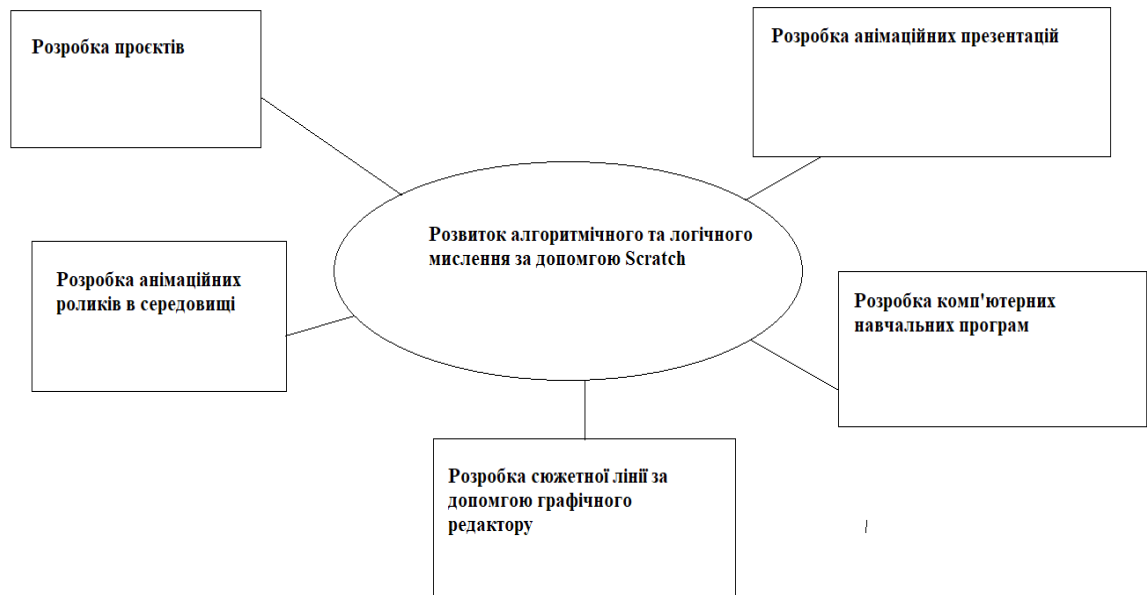 Розробка проєктів
Розробка анімаційних презентацій
Розвиток алгоритмічного та логічного
мислення за допомгою Scratch
Розробка анімаційних
роликів в середовищі
Розробка комп'ютерних
навчальних програм
Розробка сюжетної лінії за
допомгою графічного
редактору